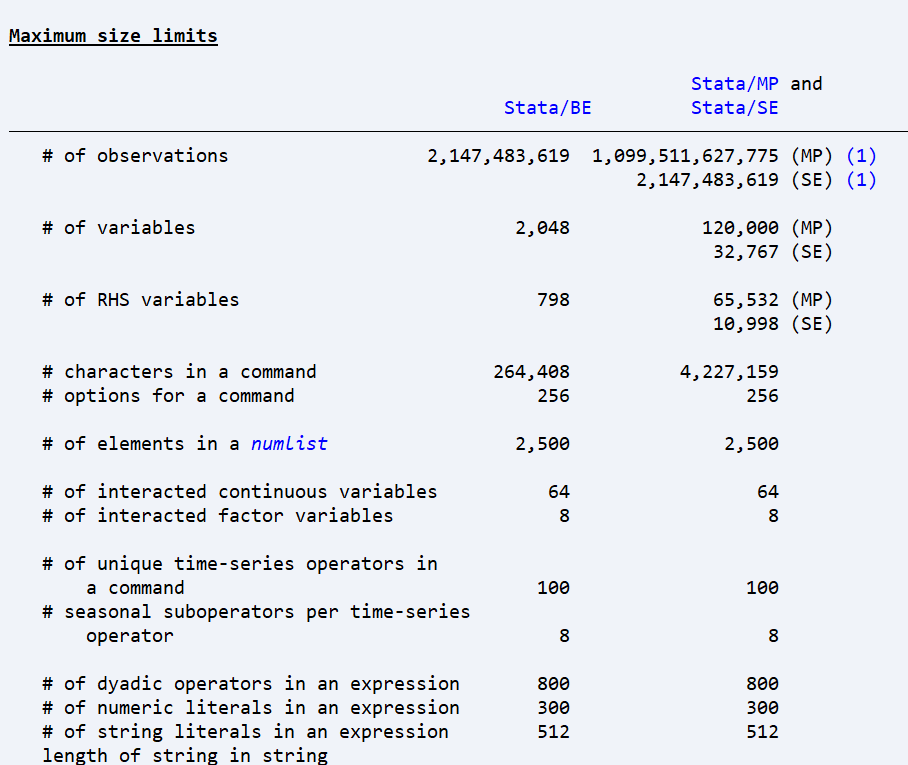 Maximum size limits
Stata/MP and
Stata/BE Stata/SE
# of observations 2,147,483,619 1,099,511,627,775 (MP) (1)
2,147,483,619 (SE) (1)
# of variables 2,048 120,000 (MP)
32,767 (SE)
# of RHS variables 798 65,532 (MP)
10,998 (SE)
# characters in a command 264,408 4,227,159
# options for a command 256 256
# of elements in a numlist 2,500 2,500
# of interacted continuous variables 64 64
# of interacted factor variables 8 8
# of unique time-series operators in
a command 100 100
# seasonal suboperators per time-series
operator 8 8
# of dyadic operators in an expression 800 800
# of numeric literals in an expression 300 300
# of string literals in an expression 512 512
length of string in string